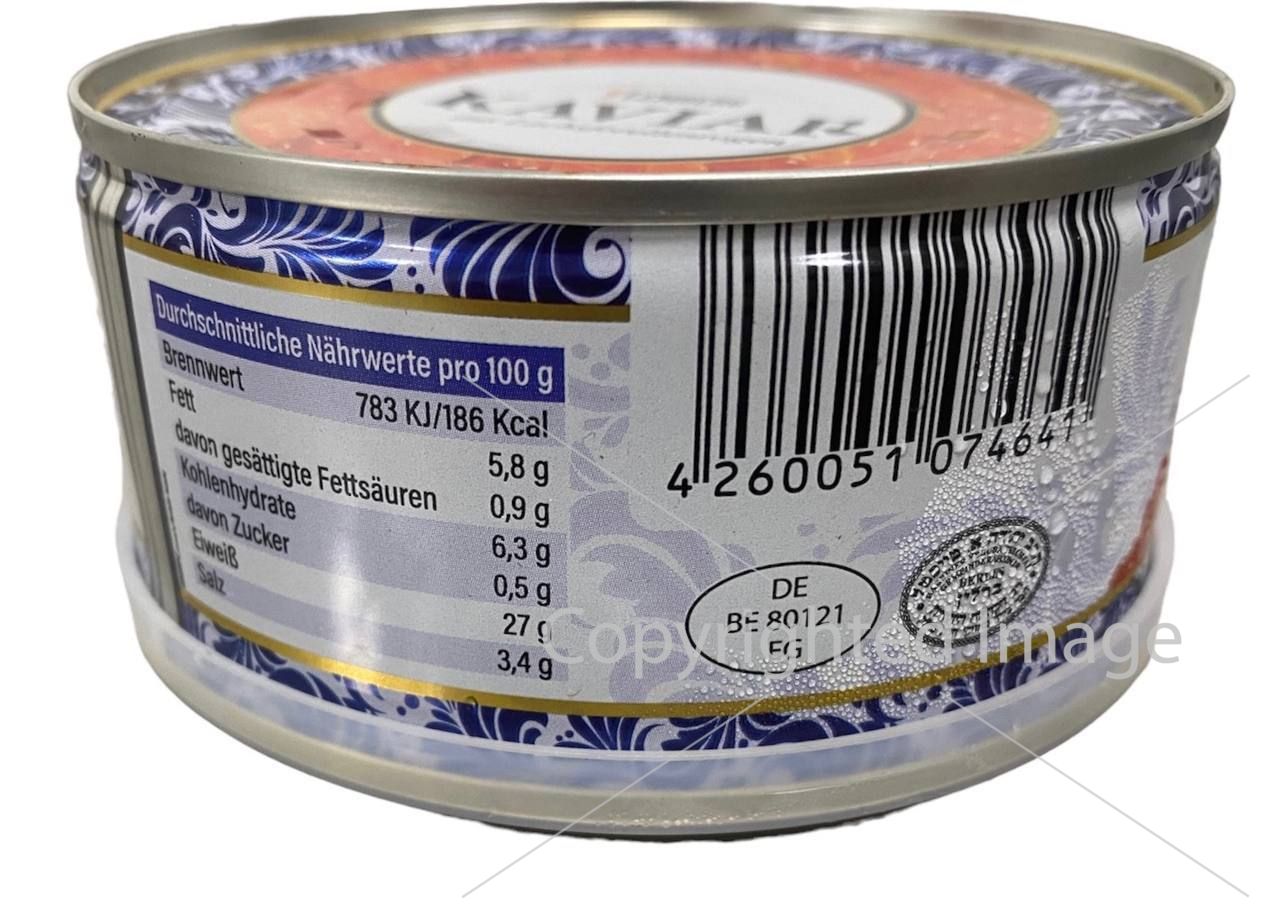 KAVIAR
Durchschnittliche Nährwerte pro 100 g
Brennwert 783 KJ/186 Kcal
Fett 5,8 g
davon gesättigte Fettsäuren 0,9 g
Kohlenhydrate 6,3 g
davon Zucker 0,5 g
Eiweiß 27 g
Salz 3,4 g
4 260051 074641
DE
BE 80121
EG
BERLIN
Copyrighted Image